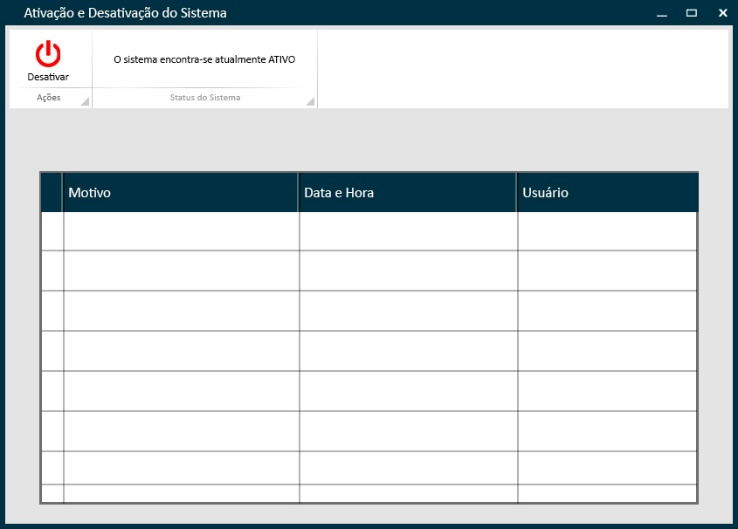 Ativação e Desativação do Sistema
Desativar
O sistema encontra-se atualmente ATIVO
Ações
Status do Sistema
Motivo
Data e Hora
Usuário